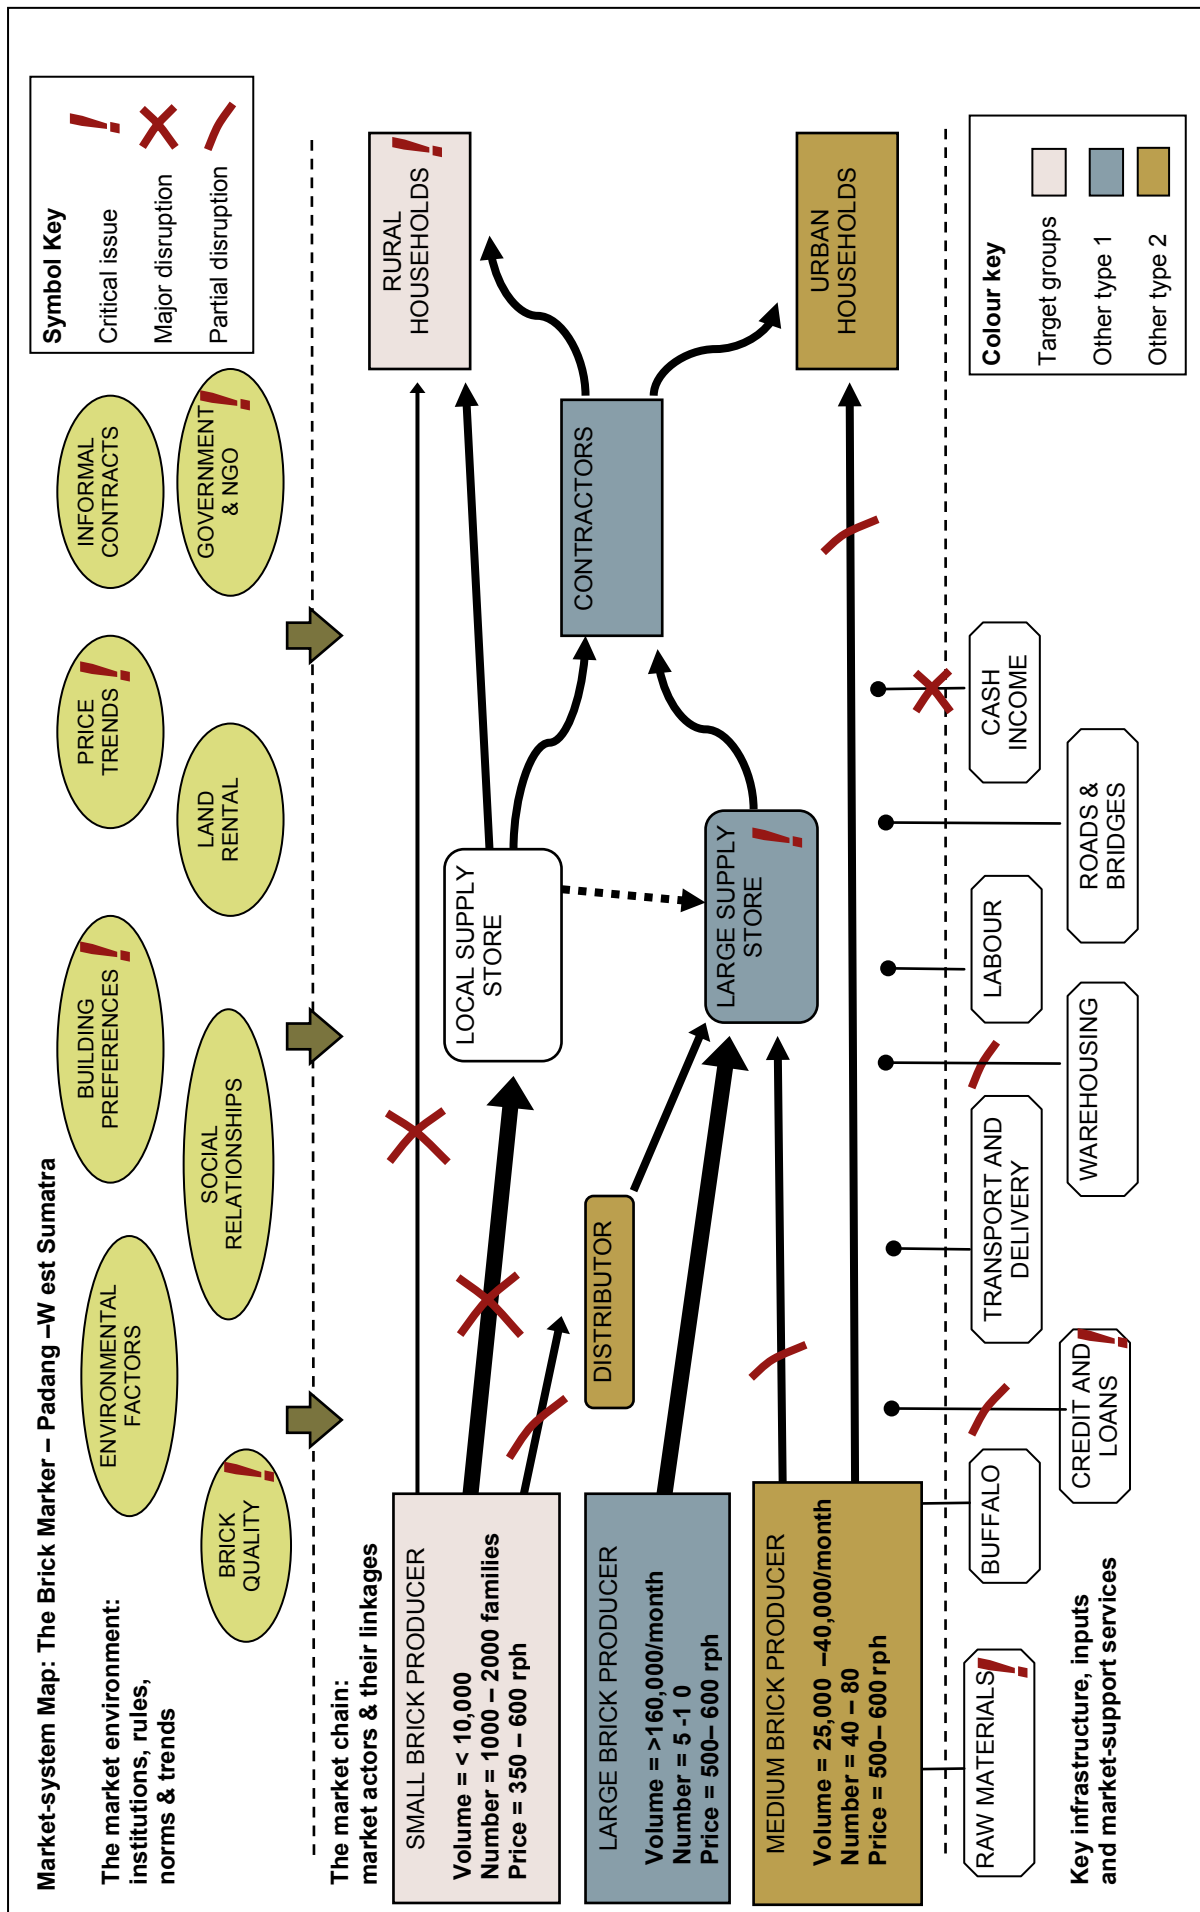 Market-system Map: The Brick Marker – Padang –W est Sumatra
The market environment:
institutions, rules,
norms & trends
BRICK
QUALITY
ENVIRONMENTAL
FACTORS
SOCIAL
RELATIONSHIPS
BUILDING
PREFERENCES
LAND
RENTAL
PRICE
TRENDS
INFORMAL
CONTRACTS
GOVERNMENT
& NGO
Symbol Key
Critical issue
Major disruption
Partial disruption
The market chain:
market actors & their linkages
SMALL BRICK PRODUCER
Volume = < 10,000
Number = 1000 – 2000 families
Price = 350 – 600 rph
LARGE BRICK PRODUCER
Volume = >160,000/month
Number = 5 -1 0
Price = 500– 600 rph
MEDIUM BRICK PRODUCER
Volume = 25,000 –40,000/month
Number = 40 – 80
Price = 500– 600 rph
DISTRIBUTOR
LOCAL SUPPLY
STORE
LARGE SUPPLY
STORE
CONTRACTORS
RURAL
HOUSEHOLDS
URBAN
HOUSEHOLDS
RAW MATERIALS
BUFFALO
CREDIT AND
LOANS
TRANSPORT AND
DELIVERY
WAREHOUSING
LABOUR
ROADS &
BRIDGES
CASH
INCOME
Key infrastructure, inputs
and market-support services
Colour key
Target groups
Other type 1
Other type 2